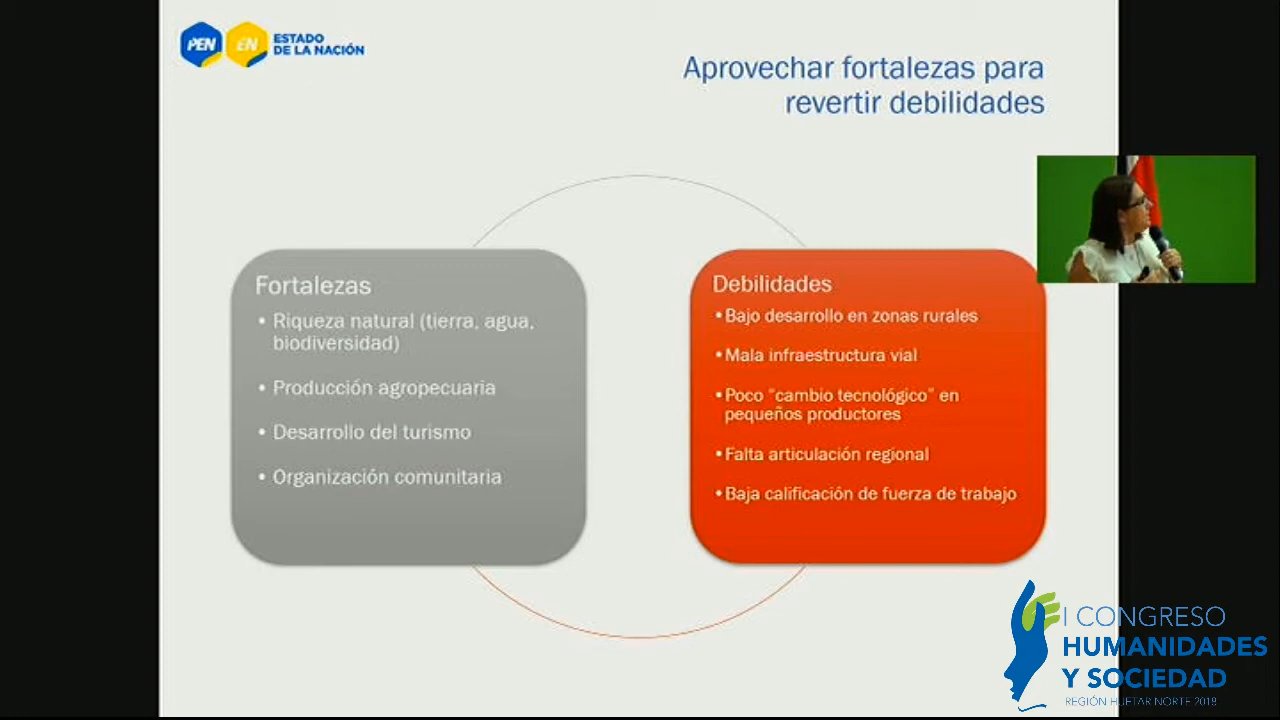 PEN EN ESTADO
DE LA NACIÓN
Aprovechar fortalezas para
revertir debilidades
Fortalezas
• Riqueza natural (tierra, agua,
biodiversidad)
• Producción agropecuaria
• Desarrollo del turismo
• Organización comunitaria
Debilidades
•Bajo desarrollo en zonas rurales
•Mala infraestructura vial
•Poco “cambio tecnológico” en
pequeños productores
•Falta articulación regional
•Baja calificación de fuerza de trabajo
I CONGRESO
HUMANIDADES
Y SOCIEDAD
REGIÓN HUETAR NORTE 2018